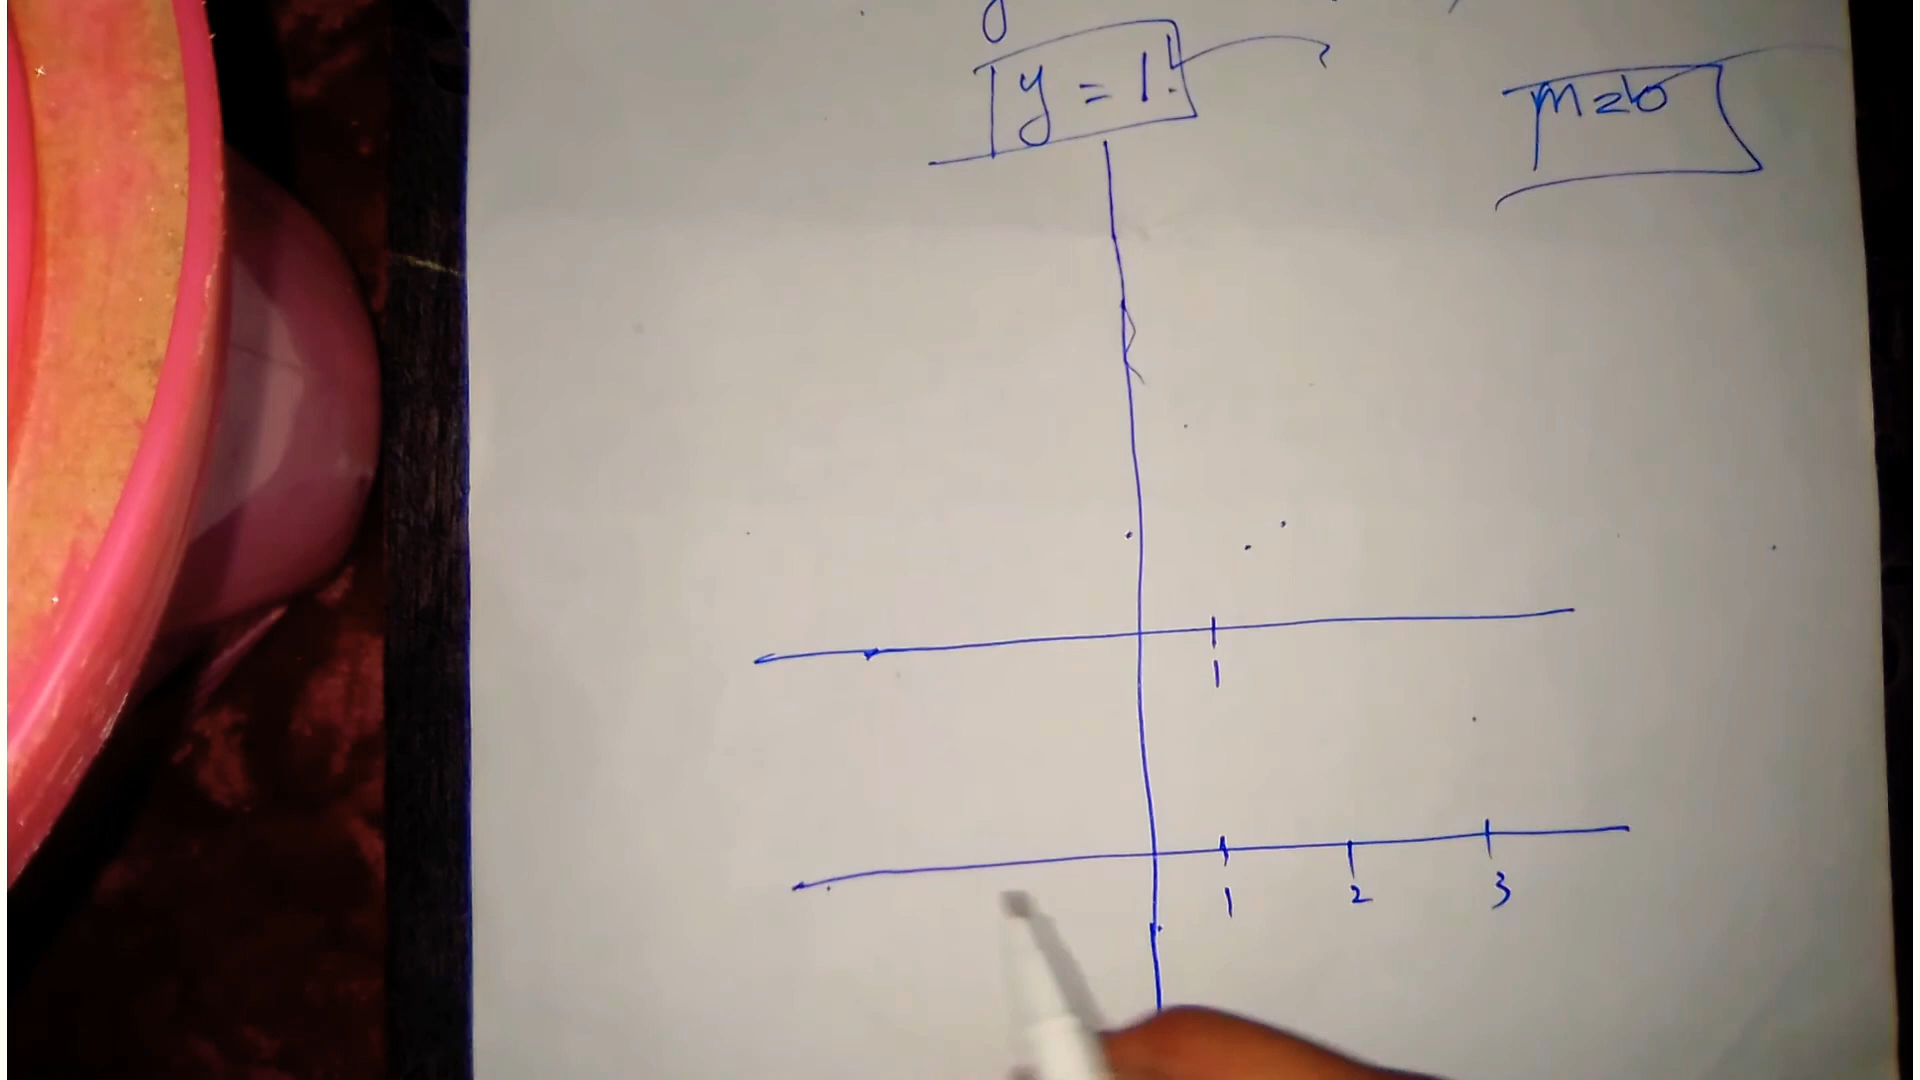 y = 1.
m=0
1
1 2 3